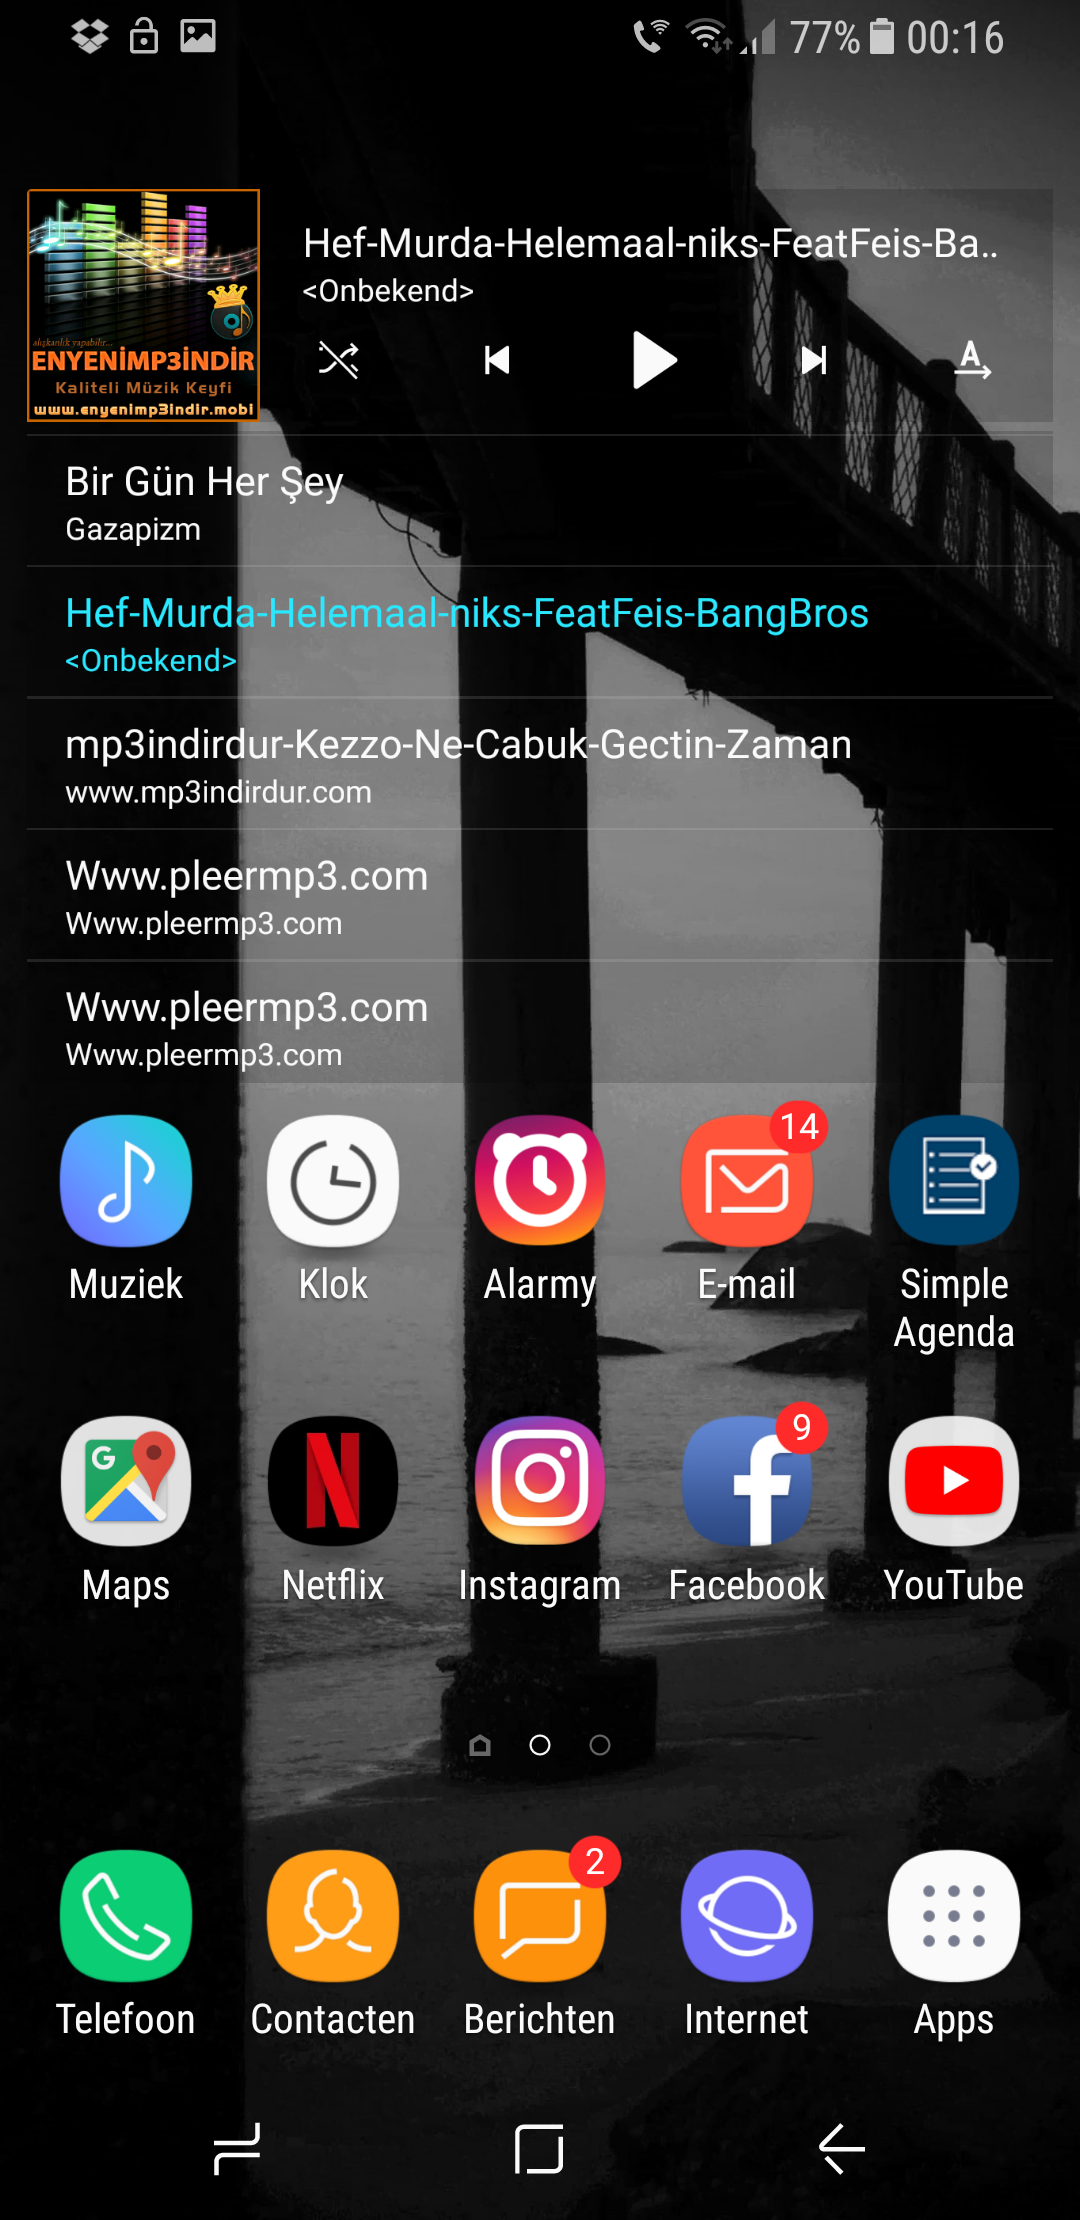 77% 00:16
alışkanlık yapabilir...
ENYENİMP3İNDİR
Kaliteli Müzik Keyfi
www.enyenimp3indir.mobi
Hef-Murda-Helemaal-niks-FeatFeis-Ba..
<Onbekend>
A
Bir Gün Her Şey
Gazapizm
Hef-Murda-Helemaal-niks-FeatFeis-BangBros
<Onbekend>
mp3indirdur-Kezzo-Ne-Cabuk-Gectin-Zaman
www.mp3indirdur.com
Www.pleermp3.com
Www.pleermp3.com
Www.pleermp3.com
Www.pleermp3.com
14
Muziek Klok Alarmy E-mail Simple
Agenda
G N 9
Maps Netflix Instagram Facebook YouTube
2
Telefoon Contacten Berichten Internet Apps